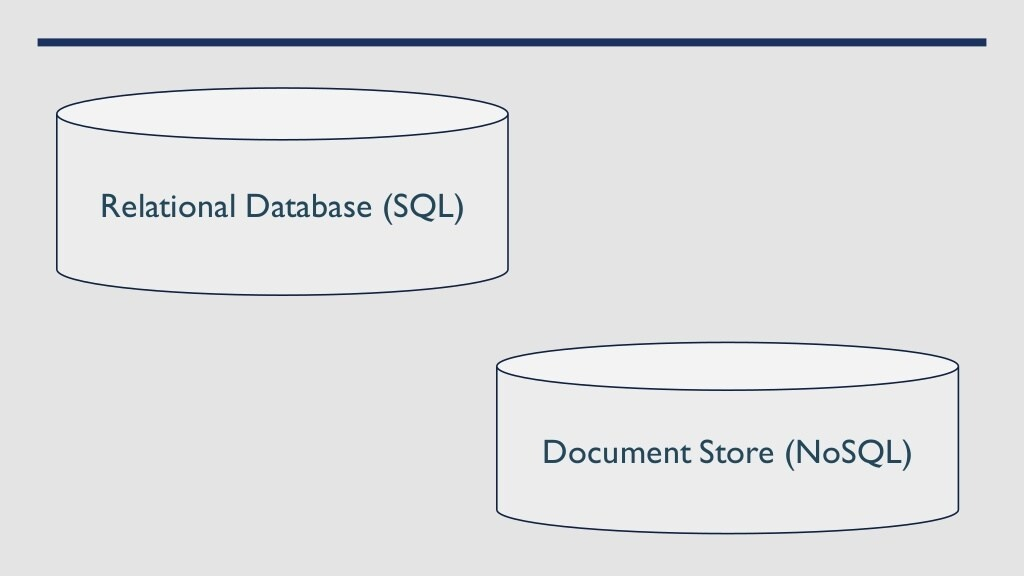 Relational Database (SQL)
Document Store (NoSQL)